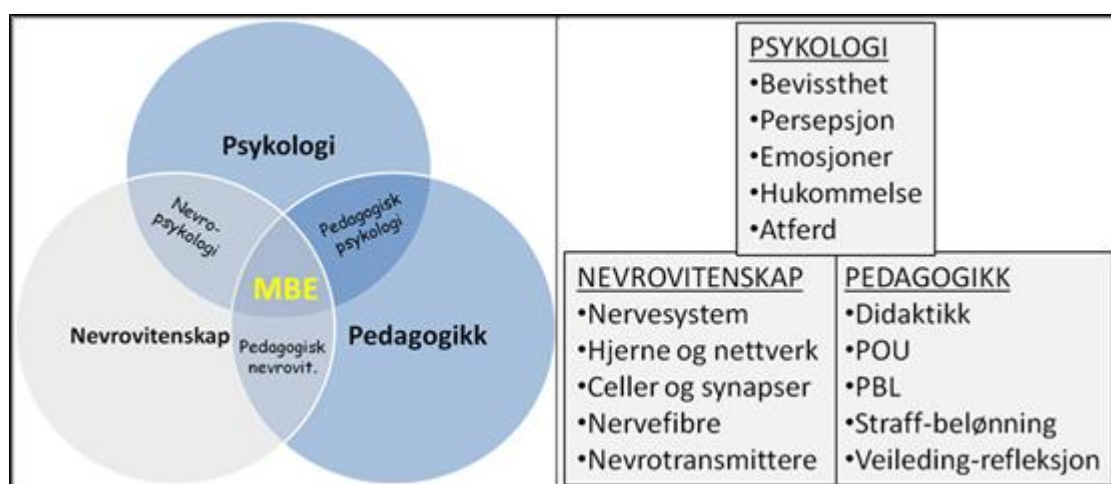 Psykologi
Nevro-
psykologi
Pedagogisk
psykologi
MBE
Nevrovitenskap
Pedagogikk
Pedagogisk
nevrovit.
PSYKOLOGI
•Bevissthet
•Persepsjon
•Emosjoner
•Hukommelse
•Atferd
NEVROVITENSKAP
•Nervesystem
•Hjerne og nettverk
•Celler og synapser
•Nervefibre
•Nevrotransmittere
PEDAGOGIKK
•Didaktikk
•POU
•PBL
•Straff-belønning
•Veileding-refleksjon